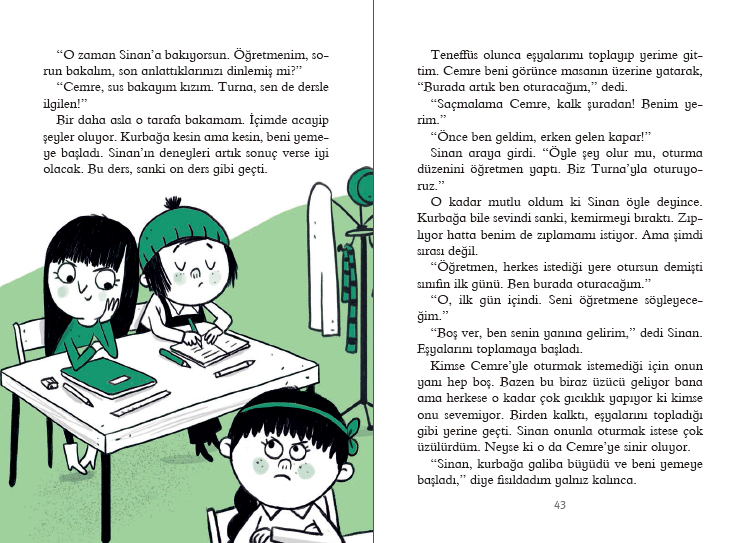 “O zaman Sinan’a bakıyorsun. Öğretmenim, so-
run bakalım, son anlattıklarınızı dinlemiş mi?”
“Cemre, sus bakayım kızım. Turna, sen de dersle
ilgilen!”
Bir daha asla o tarafa bakamam. İçimde acayip
şeyler oluyor. Kurbağa kesin ama kesin, beni yeme-
ye başladı. Sinan’ın deneyleri artık sonuç verse iyi
olacak. Bu ders, sanki on ders gibi geçti.
Teneffüs olunca eşyalarımı toplayıp yerime git-
tim. Cemre beni görünce masanın üzerine yatarak,
“Burada artık ben oturacağım,” dedi.
“Saçmalama Cemre, kalk şuradan! Benim ye-
rim.”
“Önce ben geldim, erken gelen kapar!”
Sinan araya girdi. “Öyle şey olur mu, oturma
düzenini öğretmen yaptı. Biz Turna’yla oturuyo-
ruz.”
O kadar mutlu oldum ki Sinan öyle deyince.
Kurbağa bile sevindi sanki, kemirmeyi bıraktı. Zıp-
lıyor hatta benim de zıplamamı istiyor. Ama şimdi
sırası değil.
“Öğretmen, herkes istediği yere otursun demişti
sınıfın ilk günü. Ben burada oturacağım.”
“O, ilk gün içindi. Seni öğretmene söyleyece-
ğim.”
“Boş ver, ben senin yanına gelirim,” dedi Sinan.
Eşyalarını toplamaya başladı.
Kimse Cemre’yle oturmak istemediği için onun
yanı hep boş. Bazen bu biraz üzücü geliyor bana
ama herkese o kadar çok gıcıklık yapıyor ki kimse
onu sevemiyor. Birden kalktı, eşyalarını topladığı
gibi yerine geçti. Sinan onunla oturmak istese çok
üzülürdüm. Neyse ki o da Cemre’ye sinir oluyor.
“Sinan, kurbağa galiba büyüdü ve beni yemeye
başladı,” diye fısıldadım yalnız kalınca.
43